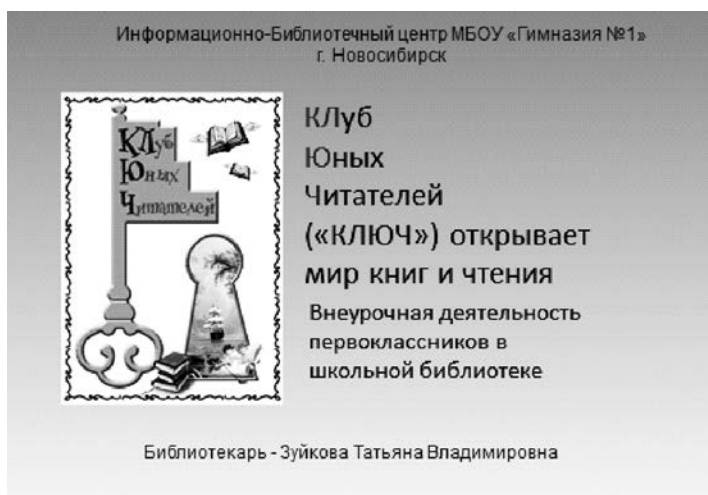 Информационно-Библиотечный центр МБОУ «Гимназия №1»
г. Новосибирск
КЛуб
Юных
Читателей
КЛуб
Юных
Читателей
(«КЛЮЧ») открывает
мир книг и чтения
Внеурочная деятельность
первоклассников в
школьной библиотеке
Библиотекарь - Зуйкова Татьяна Владимировна